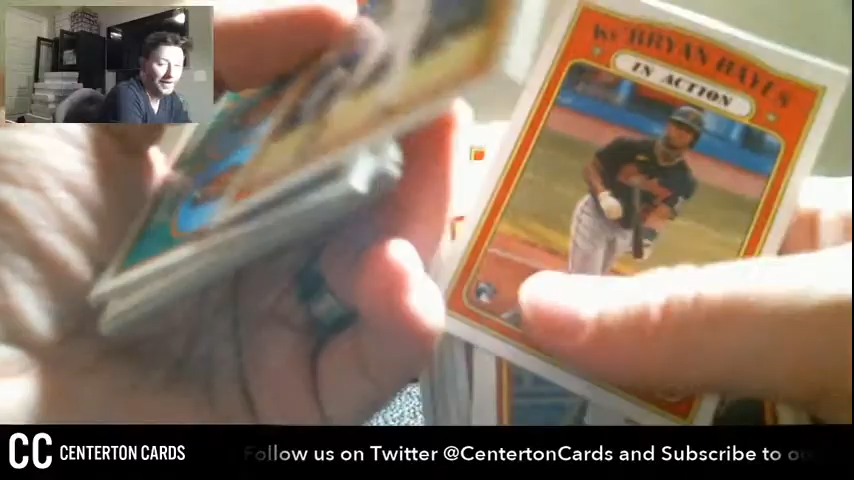 Ke'BRYAN HAYES
IN ACTION
CC CENTERTON CARDS
Follow us on Twitter @CentertonCards and Subscribe to